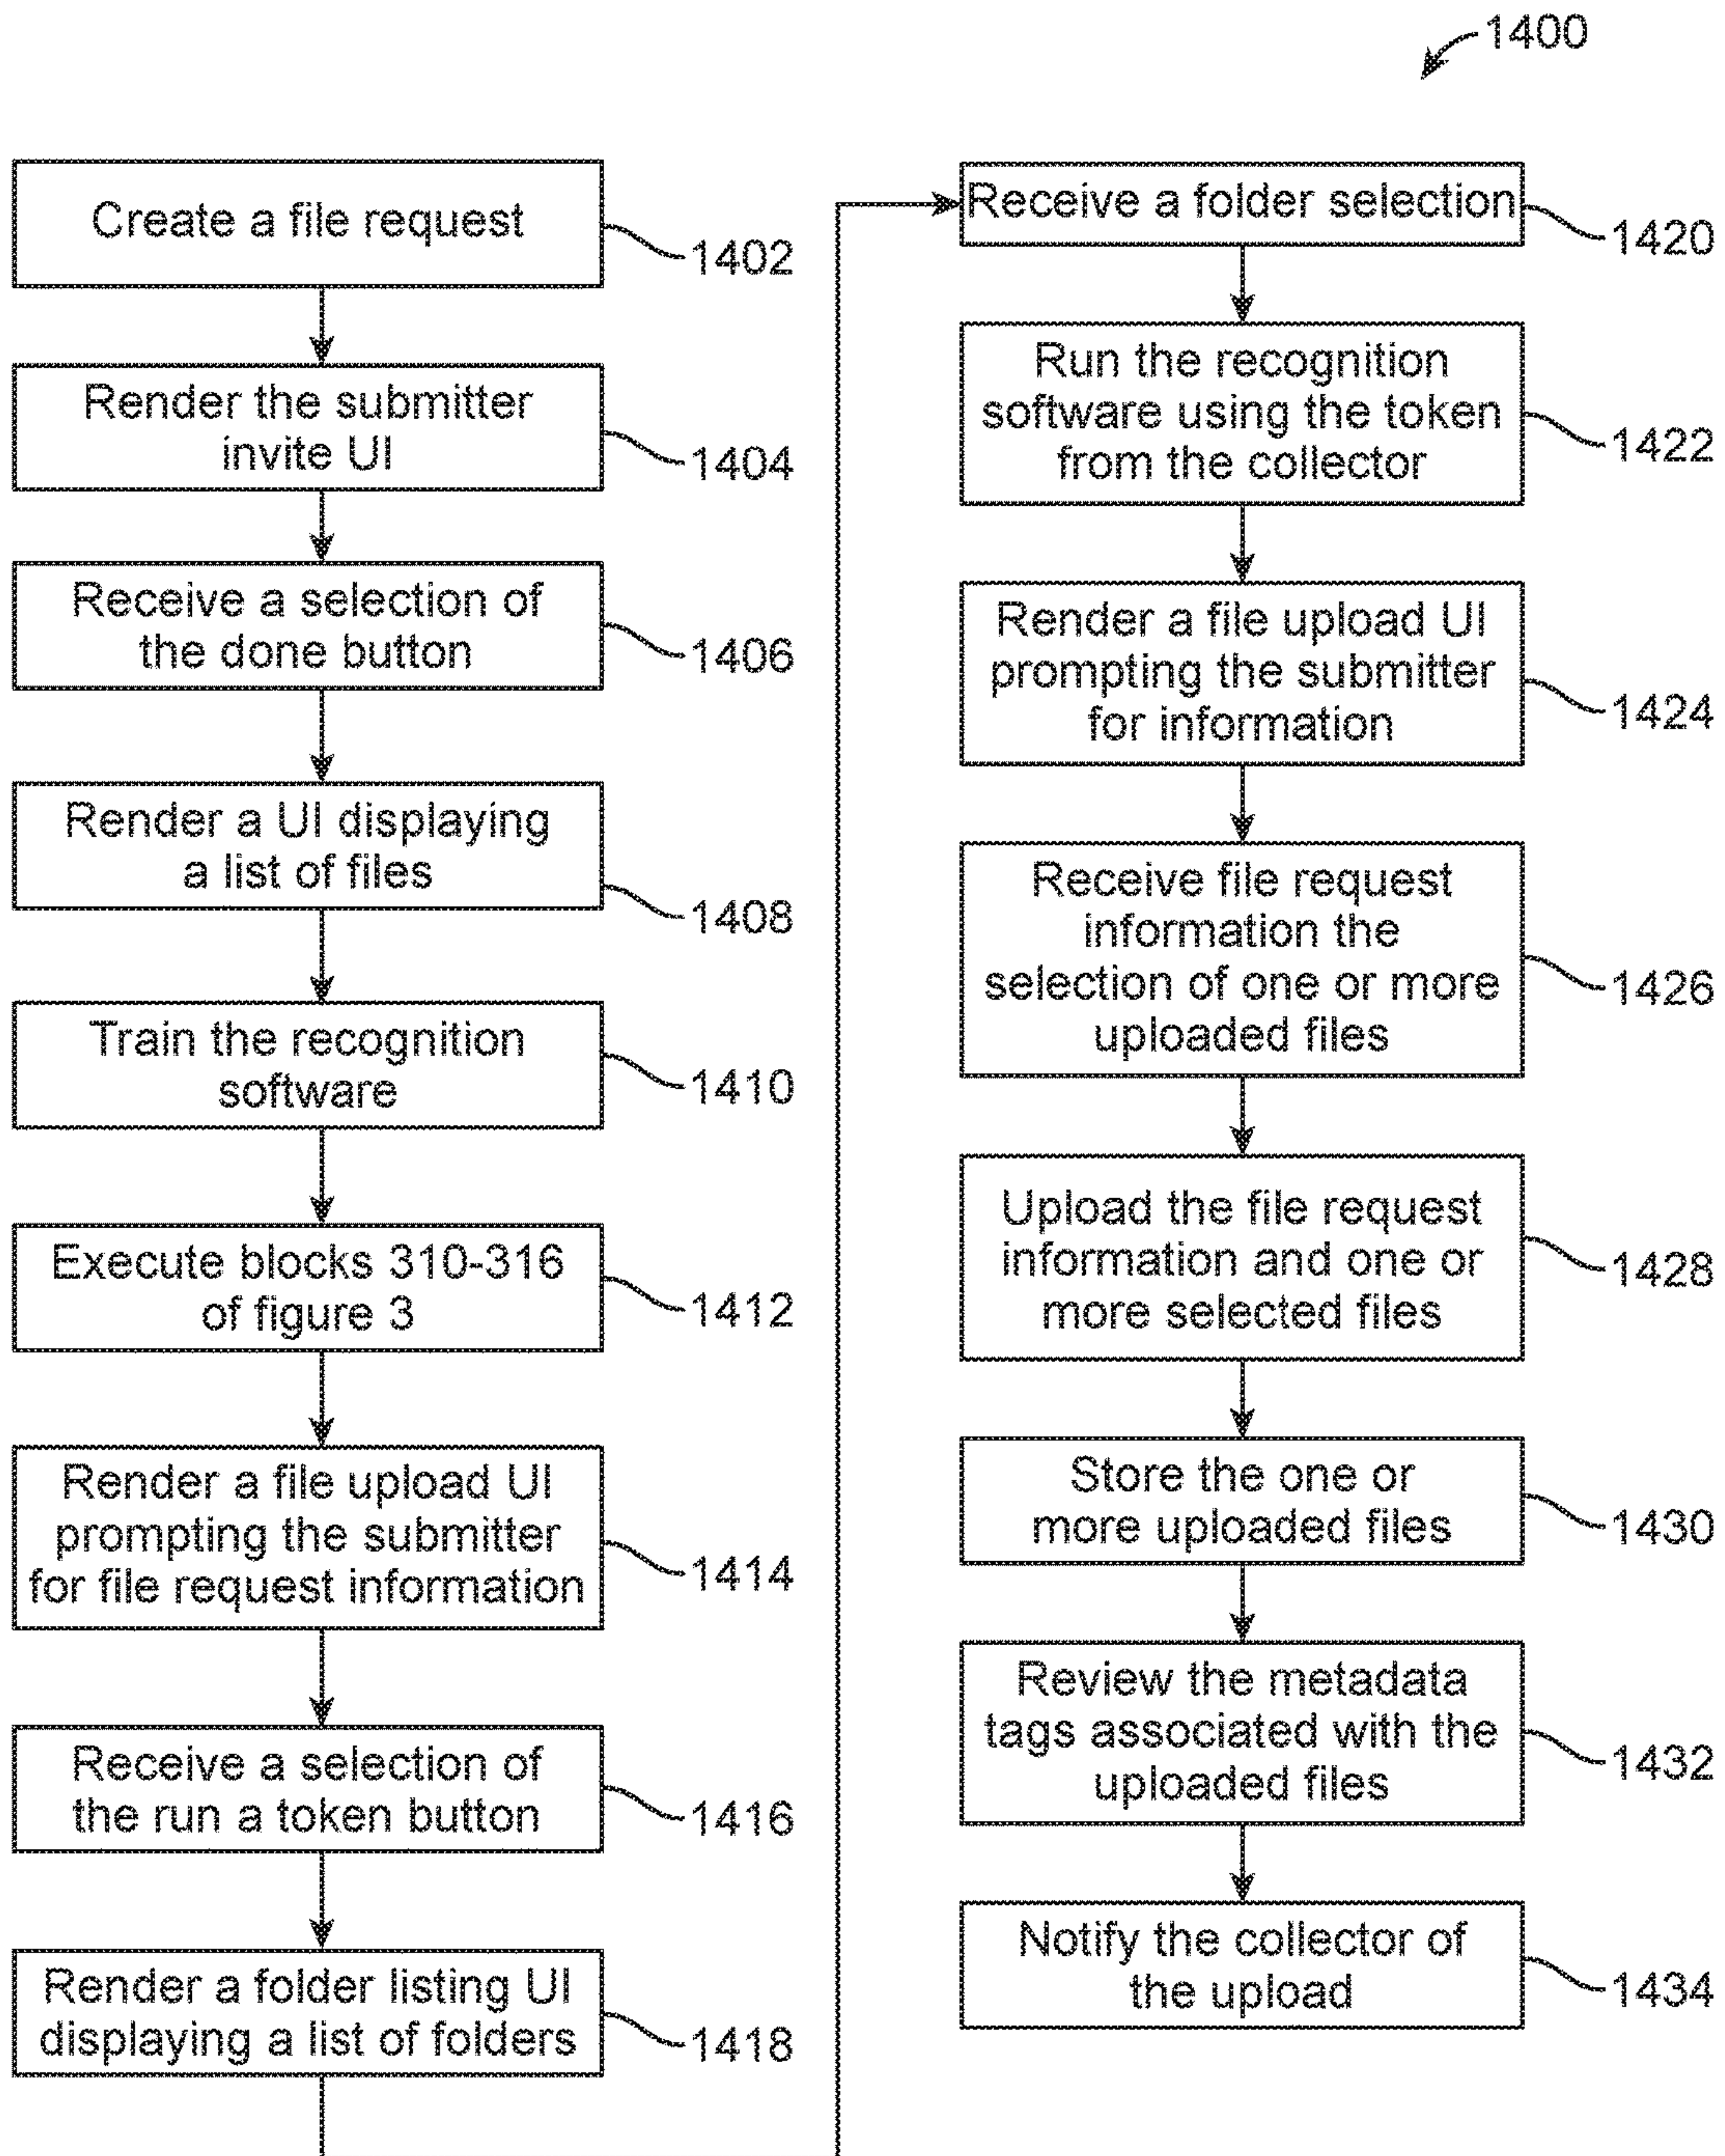 1400
Create a file request
1402
Render the submitter
invite UI
1404
Receive a selection of
the done button
1406
Render a UI displaying
a list of files
1408
Train the recognition
software
1410
Execute blocks 310-316
of figure 3
1412
Render a file upload UI
prompting the submitter
for file request information
1414
Receive a selection of
the run a token button
1416
Render a folder listing UI
displaying a list of folders
1418
Receive a folder selection
1420
Run the recognition
software using the token
from the collector
1422
Render a file upload UI
prompting the submitter
for information
1424
Receive file request
information the
selection of one or more
uploaded files
1426
Upload the file request
information and one or
more selected files
1428
Store the one or
more uploaded files
1430
Review the metadata
tags associated with the
uploaded files
1432
Notify the collector of
the upload
1434